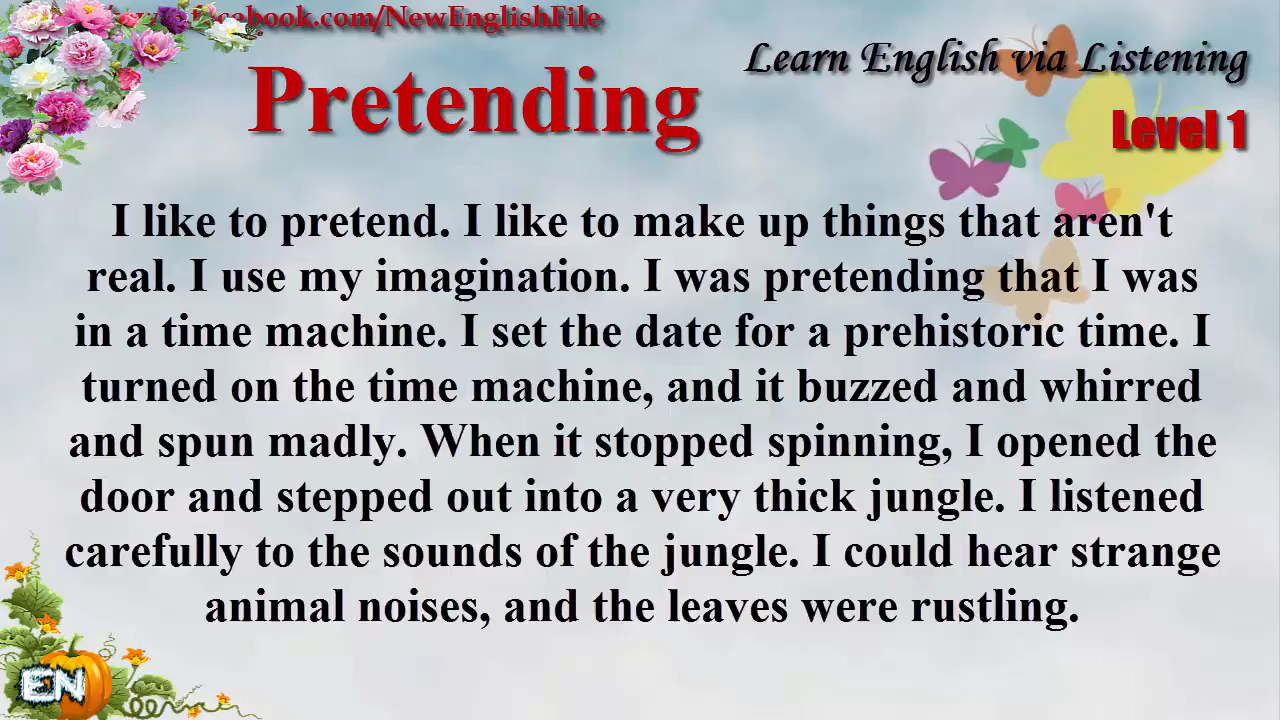 facebook.com/NewEnglishFile
Learn English via Listening
Pretending
Level 1
I like to pretend. I like to make up things that aren't
real. I use my imagination. I was pretending that I was
in a time machine. I set the date for a prehistoric time. I
turned on the time machine, and it buzzed and whirred
and spun madly. When it stopped spinning, I opened the
door and stepped out into a very thick jungle. I listened
carefully to the sounds of the jungle. I could hear strange
animal noises, and the leaves were rustling.
EN